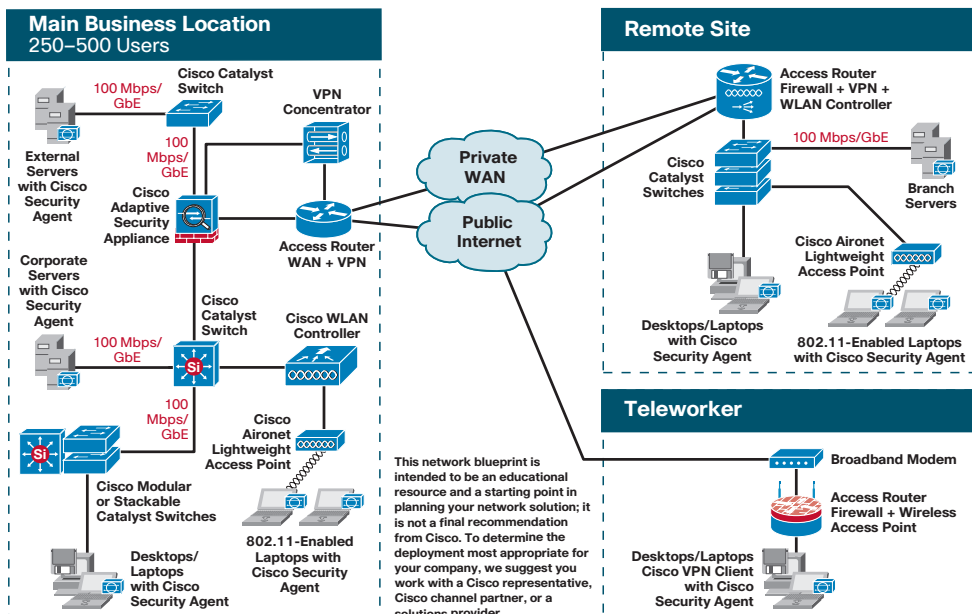 Main Business Location
250–500 Users
Cisco Catalyst
Switch
100 Mbps/
GbE
External
Servers
with Cisco
Security
Agent
100
Mbps/
GbE
VPN
Concentrator
Cisco
Adaptive
Security
Appliance
Access Router
WAN + VPN
Corporate
Servers
with Cisco
Security
Agent
Cisco
Catalyst
Switch
100 Mbps/
GbE
Si
Cisco WLAN
Controller
100
Mbps/
GbE
Si
Cisco Modular
or Stackable
Catalyst Switches
Cisco
Aironet
Lightweight
Access Point
Desktops/
Laptops
with Cisco
Security Agent
802.11-Enabled
Laptops with
Cisco Security
Agent
Private
WAN
Public
Internet
This network blueprint is
intended to be an educational
resource and a starting point in
planning your network solution; it
is not a final recommendation
from Cisco. To determine the
deployment most appropriate for
your company, we suggest you
work with a Cisco representative,
Cisco channel partner, or a
solutions provider
Remote Site
Access Router
Firewall + VPN +
WLAN Controller
100 Mbps/GbE
Cisco
Catalyst
Switches
Branch
Servers
Cisco Aironet
Lightweight
Access Point
Desktops/Laptops
with Cisco
Security Agent
802.11-Enabled Laptops
with Cisco Security Agent
Teleworker
Broadband Modem
Access Router
Firewall + Wireless
Access Point
Desktops/Laptops
Cisco VPN Client
with Cisco
Security Agent